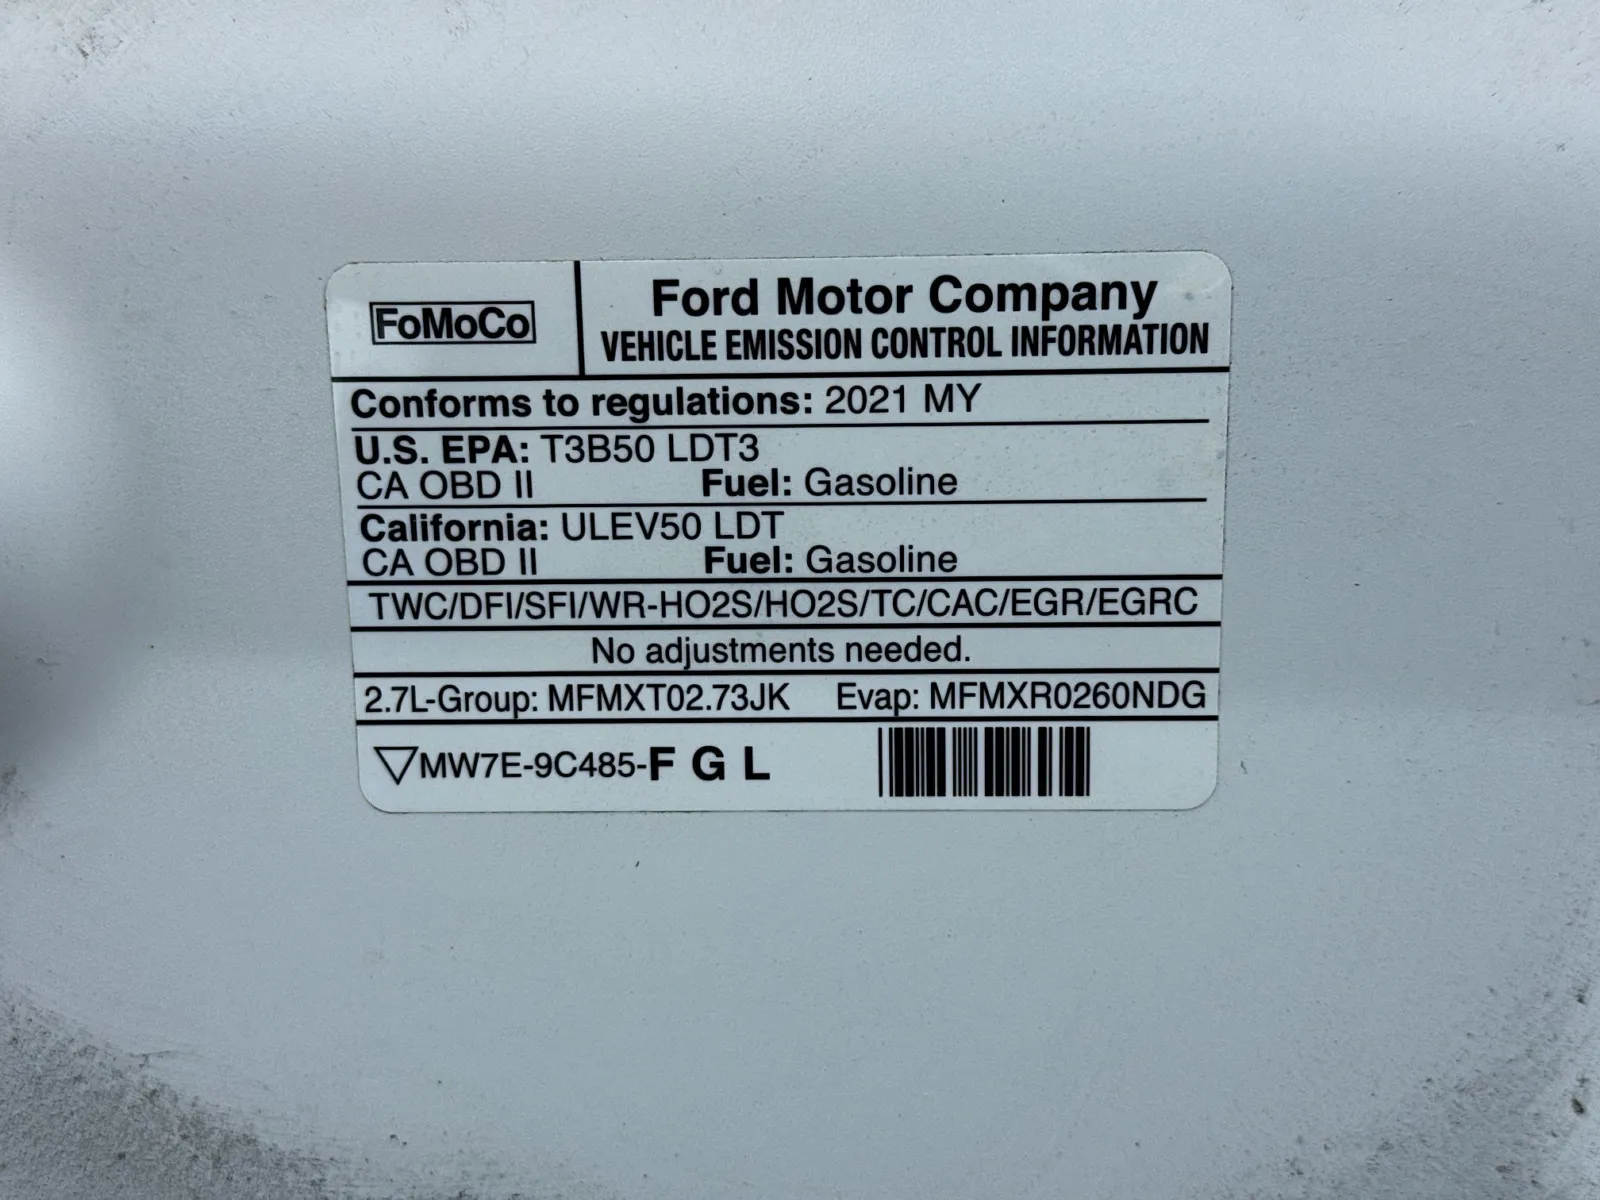 FoMoCo
Ford Motor Company
VEHICLE EMISSION CONTROL INFORMATION
Conforms to regulations: 2021 MY
U.S. EPA: T3B50 LDT3
CA OBD II Fuel: Gasoline
California: ULEV50 LDT
CA OBD II Fuel: Gasoline
TWC/DFI/SFI/WR-HO2S/HO2S/TC/CAC/EGR/EGRC
No adjustments needed.
2.7L-Group: MFMXT02.73JK Evap: MFMXR0260NDG
MW7E-9C485-F G L